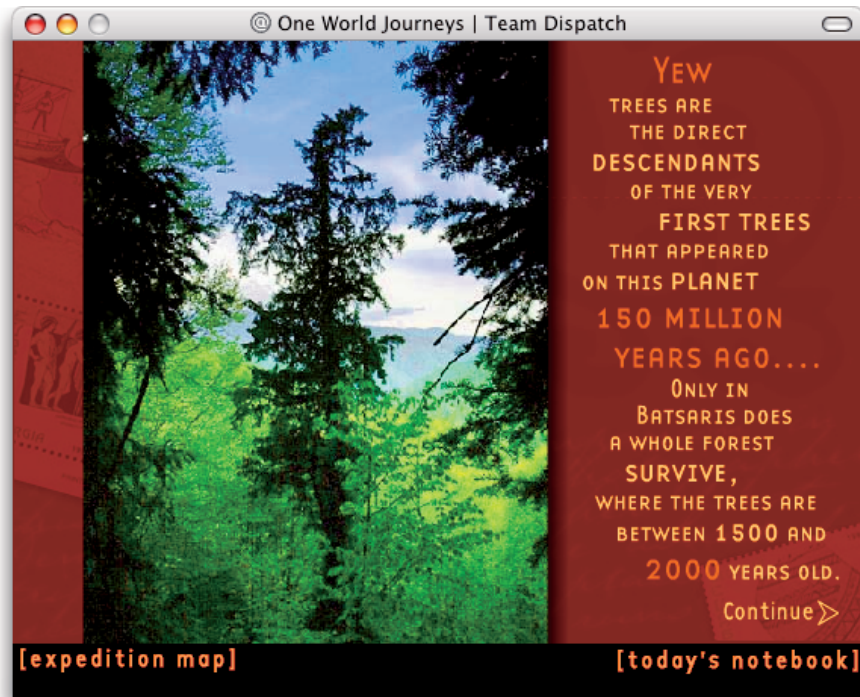 One World Journeys | Team Dispatch
Yew
TREES ARE
THE DIRECT
DESCENDANTS
OF THE VERY
FIRST TREES
THAT APPEARED
ON THIS PLANET
150 MILLION
YEARS AGO....
ONLY IN
BATSARIS DOES
A WHOLE FOREST
SURVIVE,
WHERE THE TREES ARE
BETWEEN 1500 AND
2000 YEARS OLD.
Continue
[expedition map]
[today's notebook]